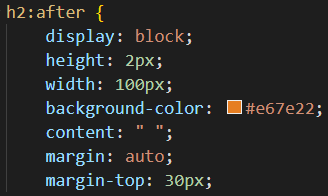 h2:after {
    display: block;
    height: 2px;
    width: 100px;
    background-color: #e67e22;
    content: " ";
    margin: auto;
    margin-top: 30px;